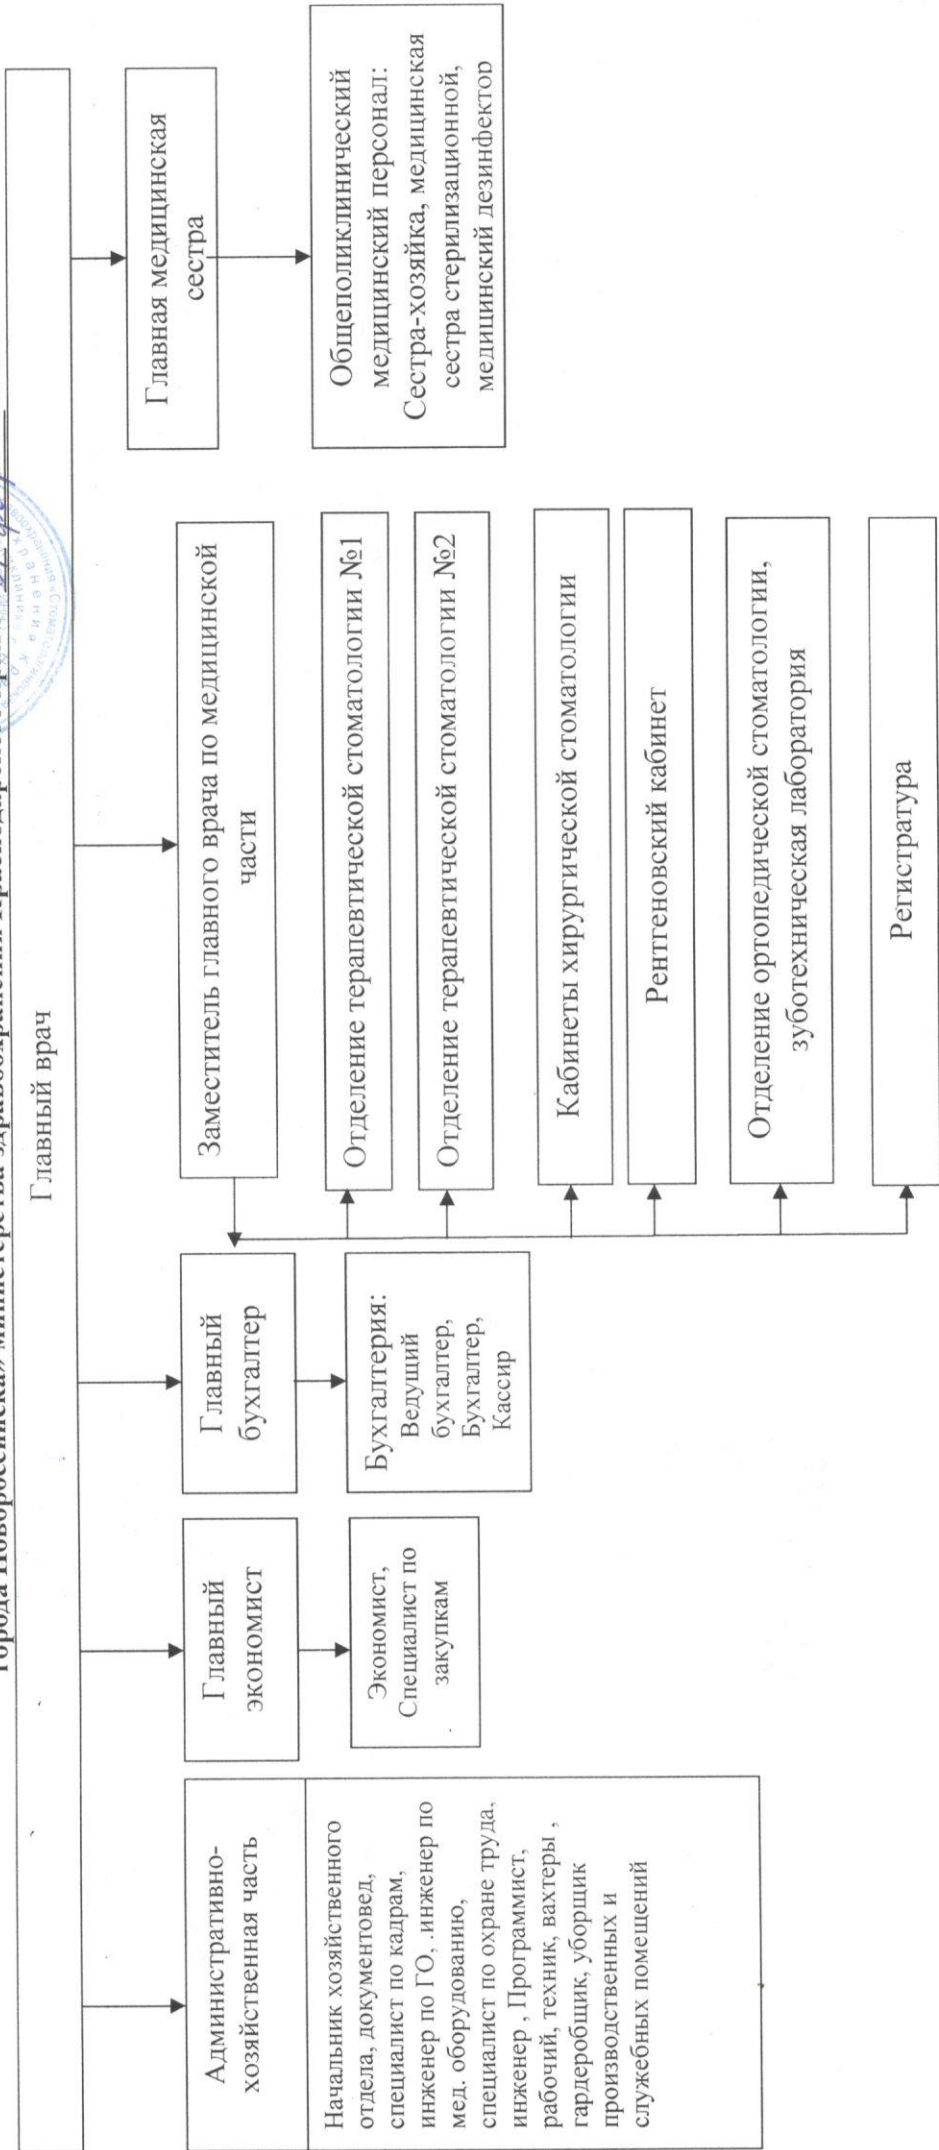 города Новороссийска» министерства здравоохранения
Главный врач
Административно-
хозяйственная часть
Начальник хозяйственного
отдела, документовед,
специалист по кадрам,
инженер по ГО, .инженер по
мед. оборудованию,
специалист по охране труда,
инженер , Программист,
рабочий, техник, вахтеры ,
гардеробщик, уборщик
производственных и
служебных помещений
Главный
экономист
Экономист,
Специалист по
закупкам
Главный
бухгалтер
Бухгалтерия:
Ведущий
бухгалтер,
Бухгалтер,
Кассир
Заместитель главного врача по медицинской
части
Отделение терапевтической стоматологии №1
Отделение терапевтической стоматологии №2
Кабинеты хирургической стоматологии
Рентгеновский кабинет
Отделение ортопедической стоматологии,
зуботехническая лаборатория
Регистратура
Главная медицинская
сестра
Общеполиклинический
медицинский персонал:
Сестра-хозяйка, медицинская
сестра стерилизационной,
медицинский дезинфектор